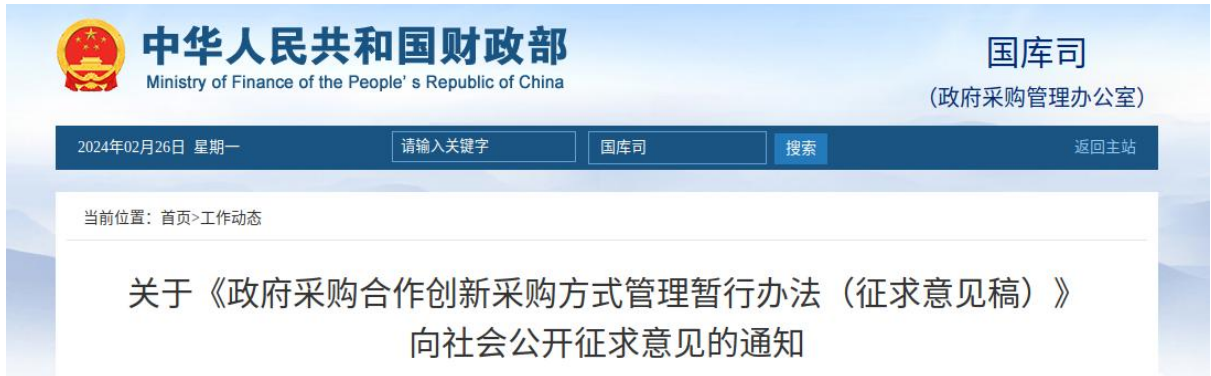 中华人民共和国财政部
Ministry of Finance of the People' s Republic of China
国库司
（政府采购管理办公室）
2024年02月26日 星期一
请输入关键字
国库司
搜索
返回主站
当前位置：首页>工作动态
关于《政府采购合作创新采购方式管理暂行办法（征求意见稿）》
向社会公开征求意见的通知